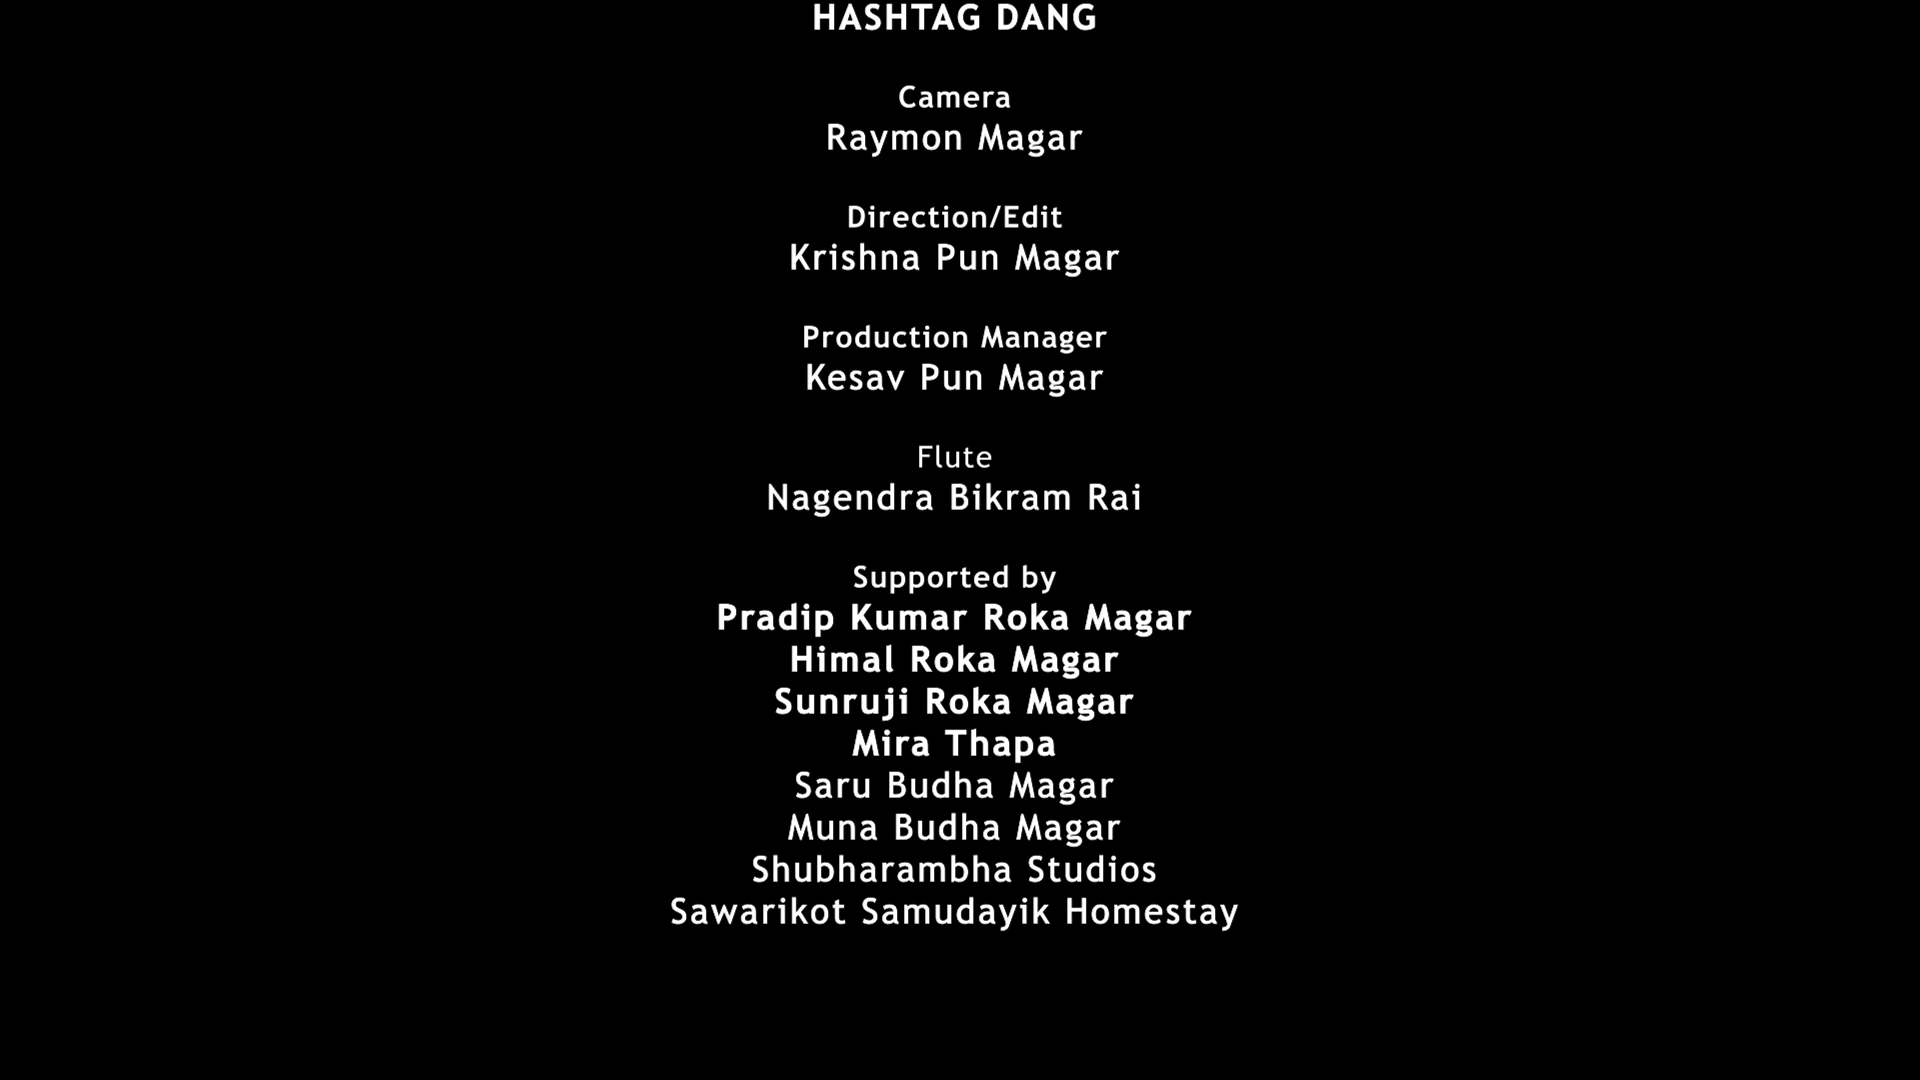 HASHTAG DANG
Camera
Raymon Magar
Direction/Edit
Krishna Pun Magar
Production Manager
Kesav Pun Magar
Flute
Nagendra Bikram Rai
Supported by
Pradip Kumar Roka Magar
Himal Roka Magar
Sunruji Roka Magar
Mira Thapa
Saru Budha Magar
Muna Budha Magar
Shubharambha Studios
Sawarikot Samudayik Homestay